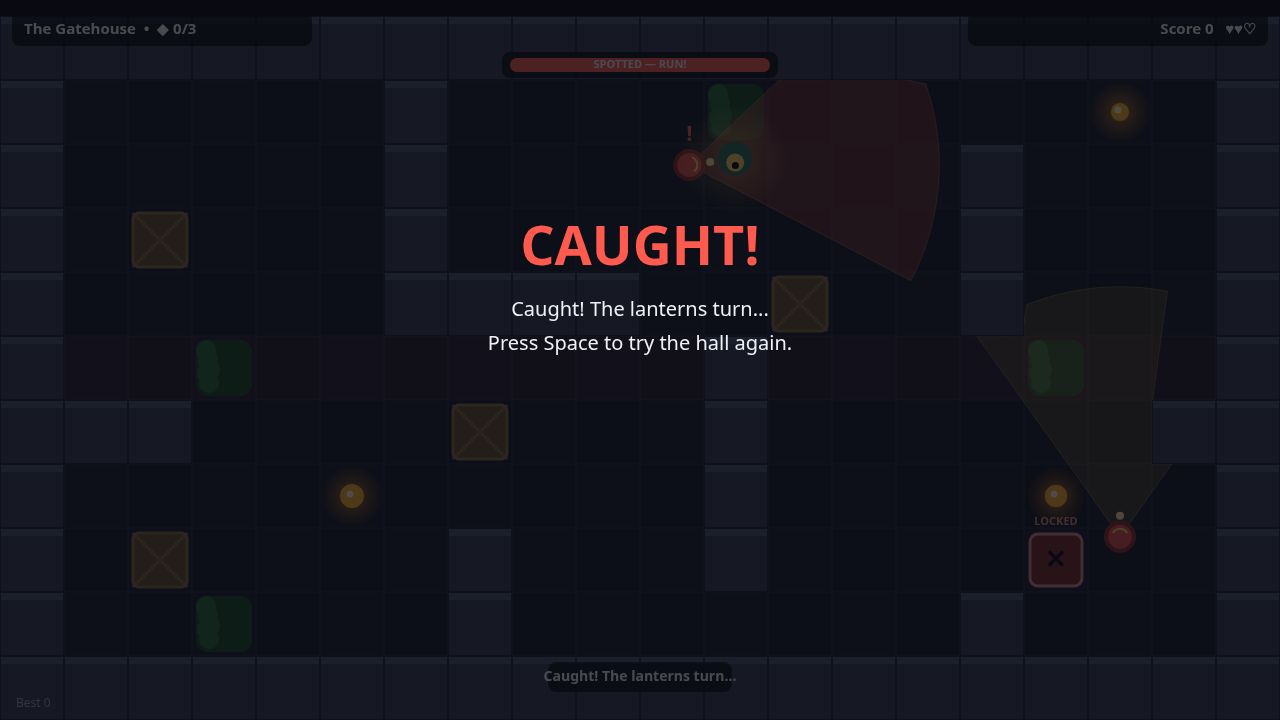 The Gatehouse • ◆ 0/3
Score 0 ♥♥♡
SPOTTED — RUN!
!
CAUGHT!
Caught! The lanterns turn...
Press Space to try the hall again.
LOCKED
Caught! The lanterns turn...
Best 0